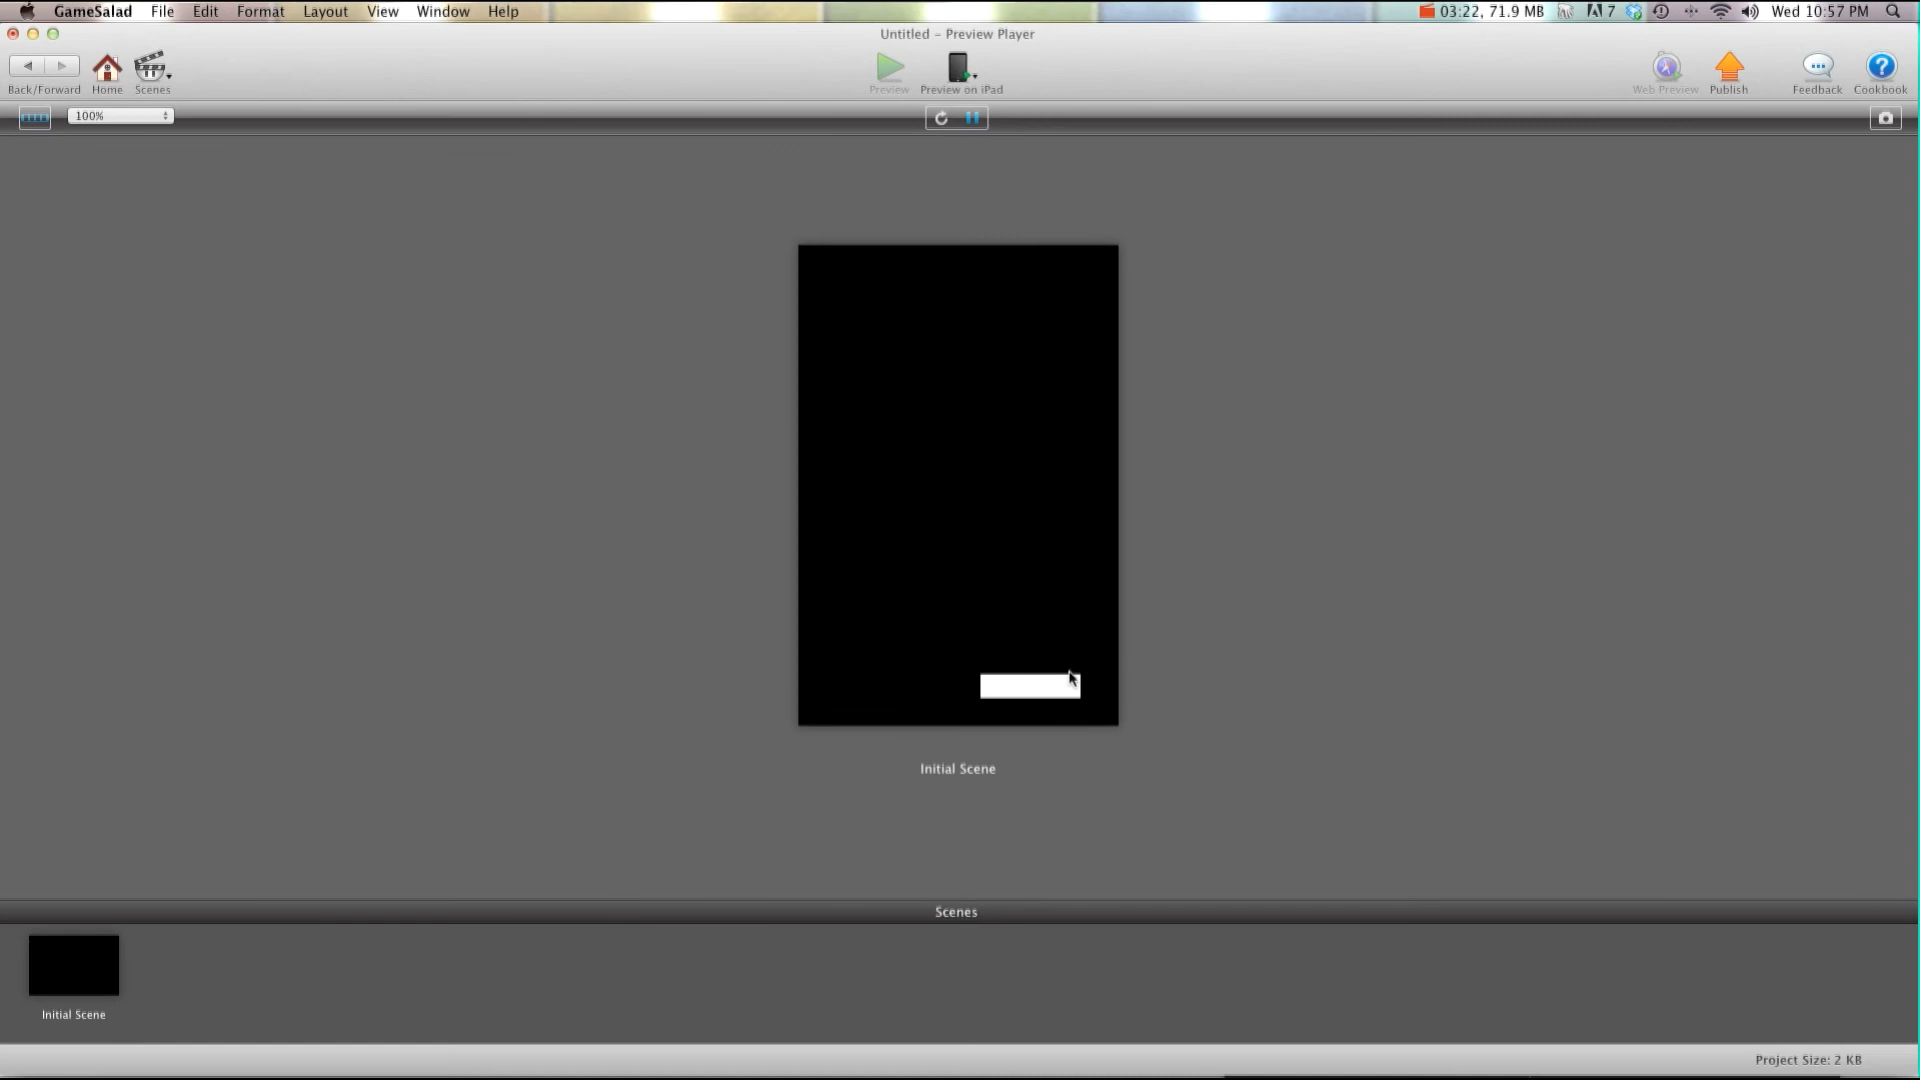 GameSalad File Edit Format Layout View Window Help
03:22, 71.9 MB 7 Wed 10:57 PM
Untitled – Preview Player
Back/Forward Home Scenes Preview Preview on iPad Web Preview Publish Feedback Cookbook
100%
Initial Scene
Scenes
Initial Scene
Project Size: 2 KB